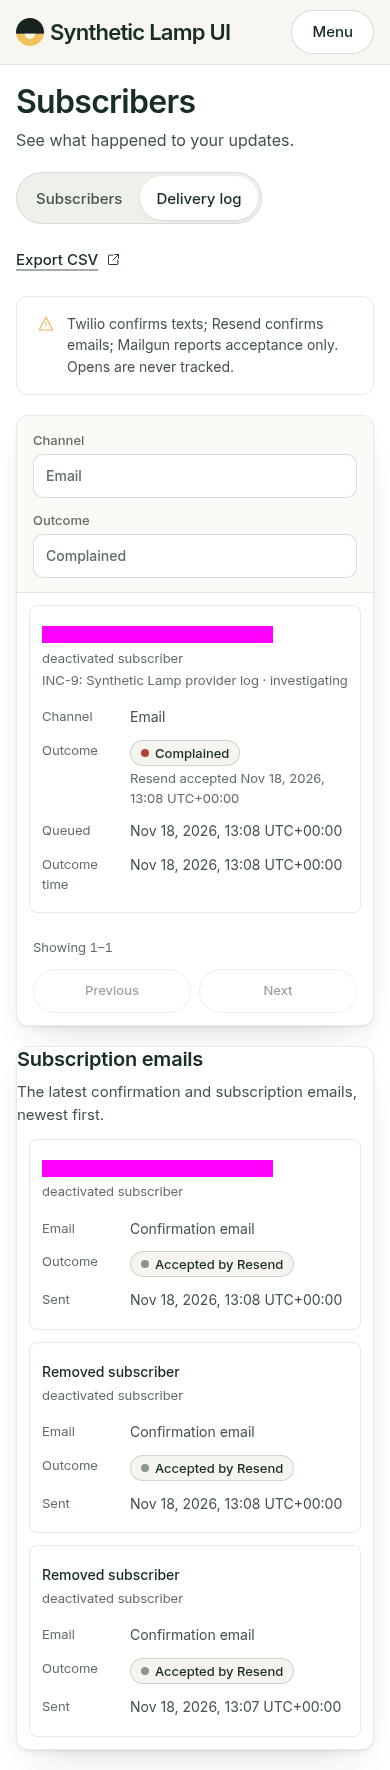 Synthetic Lamp UI
Menu
Subscribers
See what happened to your updates.
Subscribers
Delivery log
Export CSV
Twilio confirms texts; Resend confirms
emails; Mailgun reports acceptance only.
Opens are never tracked.
Channel
Email
Outcome
Complained
deactivated subscriber
INC-9: Synthetic Lamp provider log · investigating
Channel
Email
Outcome
Complained
Resend accepted Nov 18, 2026,
13:08 UTC+00:00
Queued
Nov 18, 2026, 13:08 UTC+00:00
Outcome
time
Nov 18, 2026, 13:08 UTC+00:00
Showing 1–1
Previous
Next
Subscription emails
The latest confirmation and subscription emails,
newest first.
deactivated subscriber
Email
Confirmation email
Outcome
Accepted by Resend
Sent
Nov 18, 2026, 13:08 UTC+00:00
Removed subscriber
deactivated subscriber
Email
Confirmation email
Outcome
Accepted by Resend
Sent
Nov 18, 2026, 13:08 UTC+00:00
Removed subscriber
deactivated subscriber
Email
Confirmation email
Outcome
Accepted by Resend
Sent
Nov 18, 2026, 13:07 UTC+00:00